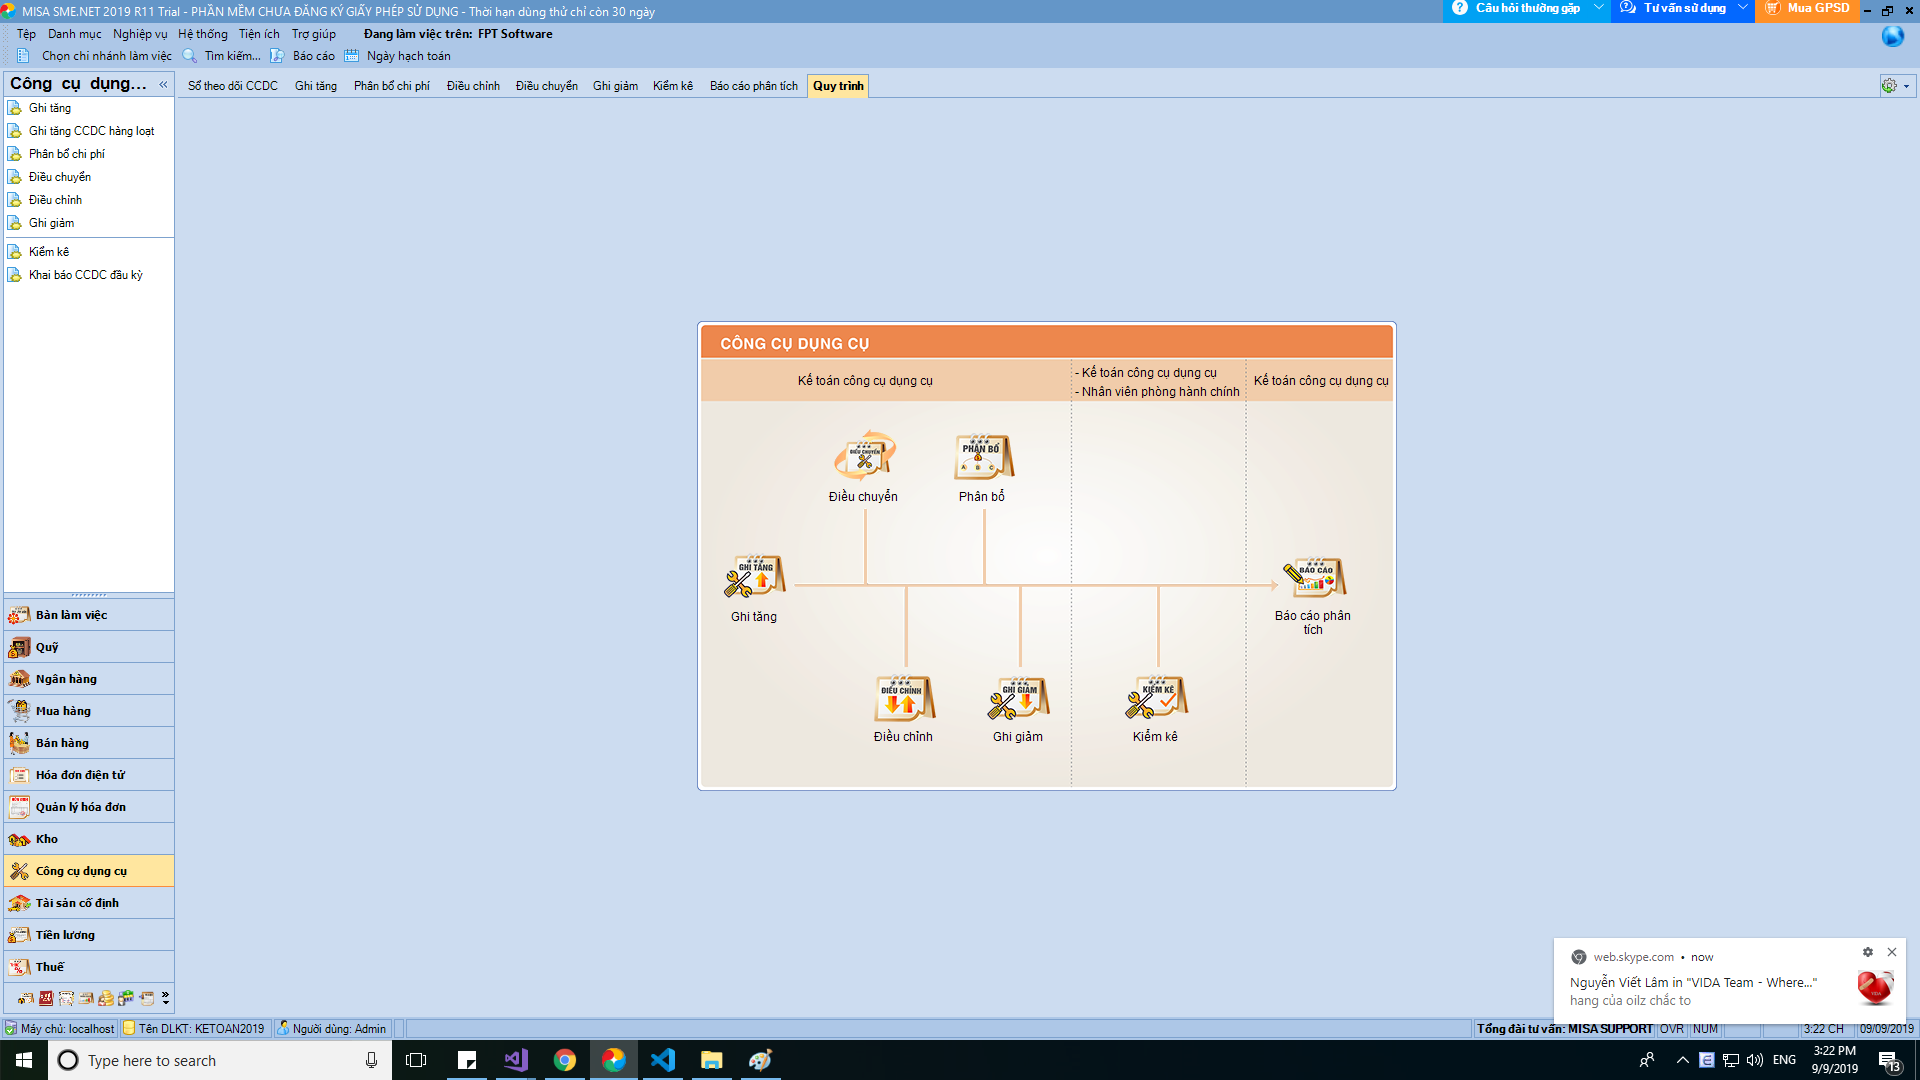 MISA SME.NET 2019 R11 Trial - PHẦN MỀM CHƯA ĐĂNG KÝ GIẤY PHÉP SỬ DỤNG - Thời hạn dùng thử chỉ còn 30 ngày
Câu hỏi thường gặp
Tư vấn sử dụng
Mua GPSD
Tệp Danh mục Nghiệp vụ Hệ thống Tiện ích Trợ giúp Đang làm việc trên: FPT Software
Chọn chi nhánh làm việc Tìm kiếm... Báo cáo Ngày hạch toán
Công cụ dụng...
Sổ theo dõi CCDC Ghi tăng Phân bổ chi phí Điều chỉnh Điều chuyển Ghi giảm Kiểm kê Báo cáo phân tích Quy trình
Ghi tăng
Ghi tăng CCDC hàng loạt
Phân bổ chi phí
Điều chuyển
Điều chỉnh
Ghi giảm
Kiểm kê
Khai báo CCDC đầu kỳ
CÔNG CỤ DỤNG CỤ
Kế toán công cụ dụng cụ
- Kế toán công cụ dụng cụ
- Nhân viên phòng hành chính
Kế toán công cụ dụng cụ
ĐIỀU CHUYỂN
Điều chuyển
PHÂN BỔ
A B C
Phân bổ
GHI TĂNG
Ghi tăng
BÁO CÁO
Báo cáo phân
tích
ĐIỀU CHỈNH
Điều chỉnh
GHI GIẢM
Ghi giảm
KIỂM KÊ
Kiểm kê
Bàn làm việc
Quỹ
Ngân hàng
Mua hàng
Bán hàng
Hóa đơn điện tử
Quản lý hóa đơn
Kho
Công cụ dụng cụ
Tài sản cố định
Tiền lương
Thuế
web.skype.com • now
Nguyễn Viết Lâm in "VIDA Team - Where..."
hang của oilz chắc to
Máy chủ: localhost Tên DLKT: KETOAN2019 Người dùng: Admin
Tổng đài tư vấn: MISA SUPPORT OVR NUM 3:22 CH 09/09/2019
Type here to search
ENG
3:22 PM
9/9/2019
13